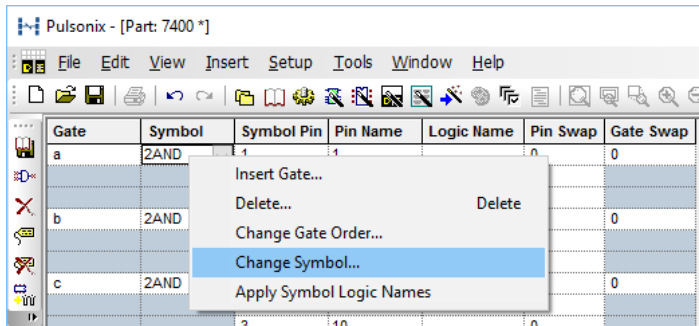 Pulsonix - [Part: 7400 *]
File Edit View Insert Setup Tools Window Help
Gate Symbol Symbol Pin Pin Name Logic Name Pin Swap Gate Swap
a 2AND 1 1 0 0
Insert Gate...
Delete... Delete
b 2AND 0
Change Gate Order...
Change Symbol...
c 2AND 0
Apply Symbol Logic Names
3 10 0